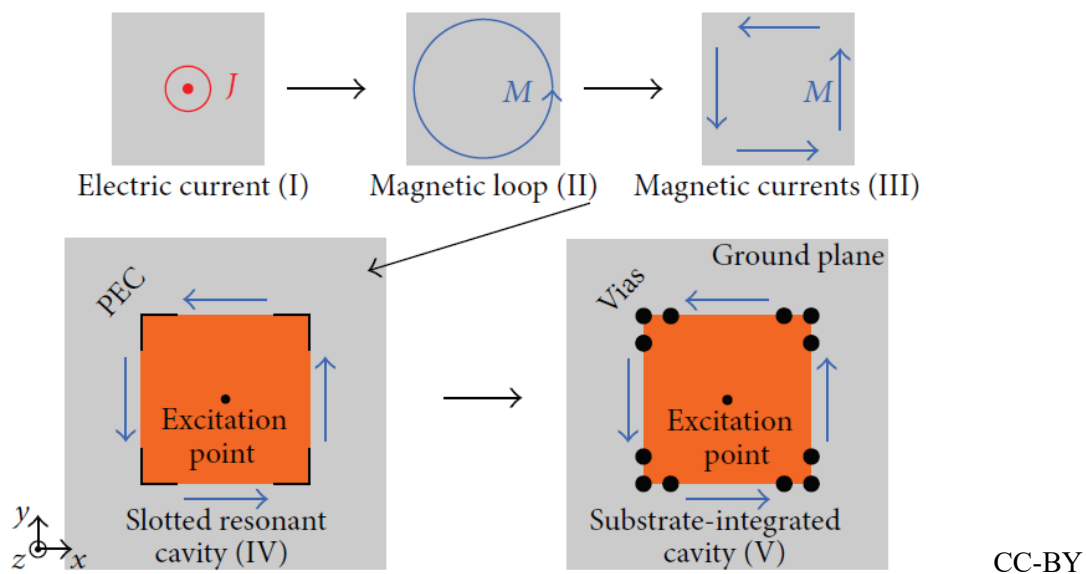 J
M
M
Electric current (I)
Magnetic loop (II)
Magnetic currents (III)
PEC
Excitation
point
Slotted resonant
cavity (IV)
Ground plane
Vias
Excitation
point
Substrate-integrated
cavity (V)
y
z
x
CC-BY